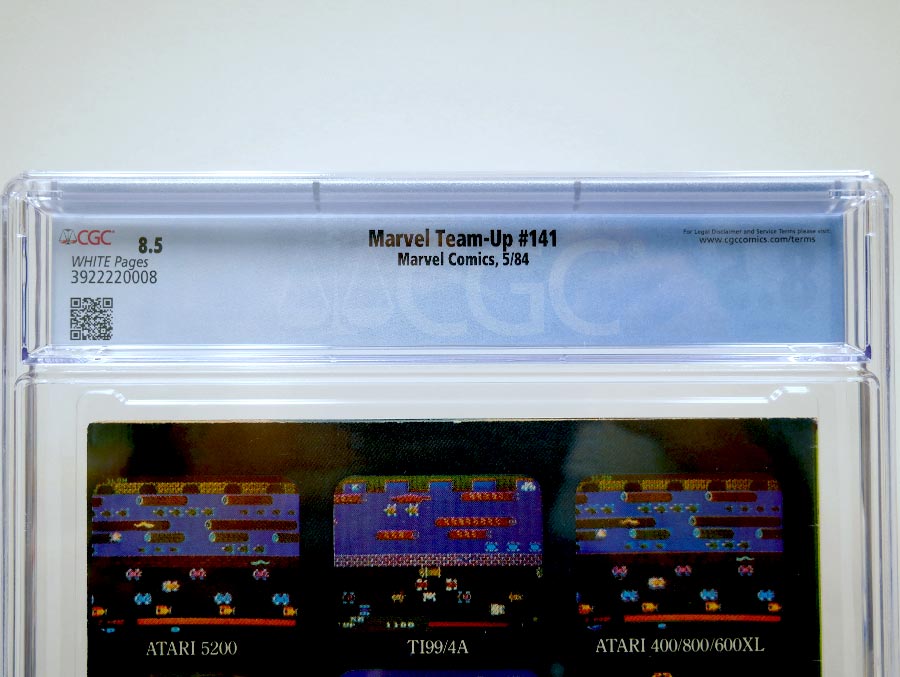 CGC 8.5
WHITE Pages
3922220008
Marvel Team-Up #141
Marvel Comics, 5/84
For Legal Disclaimer and Service Terms please visit
www.cgccomics.com/terms
CGC
ATARI 5200
TI99/4A
ATARI 400/800/600XL